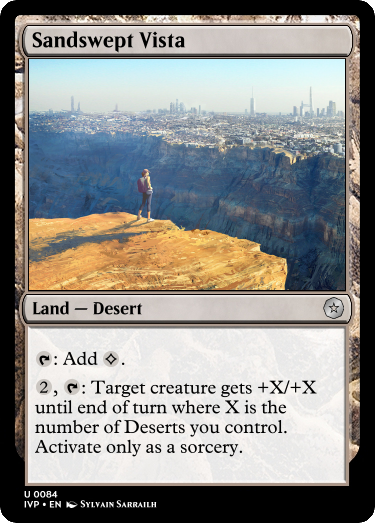 Sandswept Vista
Land — Desert
: Add .
2, : Target creature gets +X/+X
until end of turn where X is the
number of Deserts you control.
Activate only as a sorcery.
U 0084
IVP • EN Sylvain Sarrailh